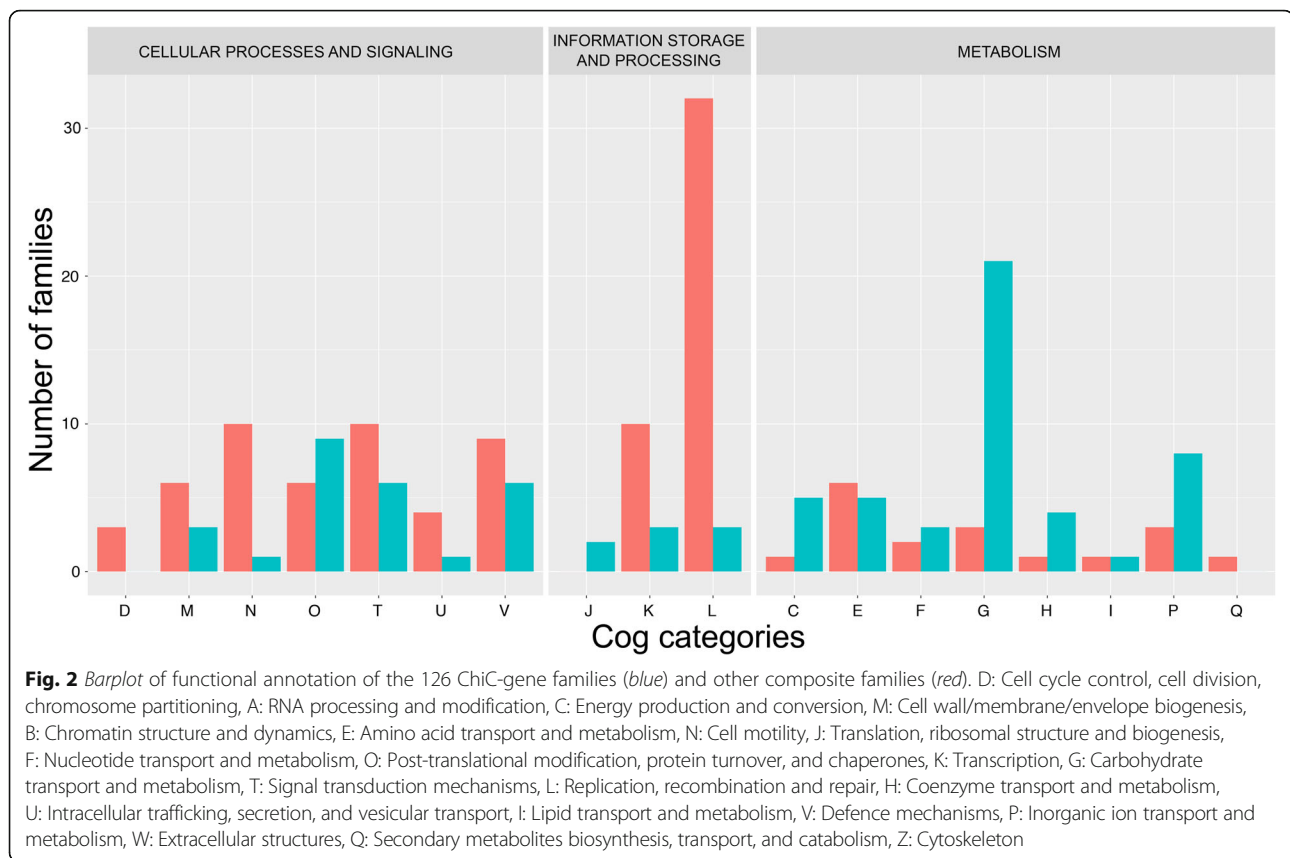 CELLULAR PROCESSES AND SIGNALING
INFORMATION STORAGE
AND PROCESSING
METABOLISM
Number of families
30
20
10
0
D M N O T U V J K L C E F G H I P Q
Cog categories
Fig. 2 Barplot of functional annotation of the 126 ChiC-gene families (blue) and other composite families (red). D: Cell cycle control, cell division,
chromosome partitioning, A: RNA processing and modification, C: Energy production and conversion, M: Cell wall/membrane/envelope biogenesis,
B: Chromatin structure and dynamics, E: Amino acid transport and metabolism, N: Cell motility, J: Translation, ribosomal structure and biogenesis,
F: Nucleotide transport and metabolism, O: Post-translational modification, protein turnover, and chaperones, K: Transcription, G: Carbohydrate
transport and metabolism, T: Signal transduction mechanisms, L: Replication, recombination and repair, H: Coenzyme transport and metabolism,
U: Intracellular trafficking, secretion, and vesicular transport, I: Lipid transport and metabolism, V: Defence mechanisms, P: Inorganic ion transport and
metabolism, W: Extracellular structures, Q: Secondary metabolites biosynthesis, transport, and catabolism, Z: Cytoskeleton